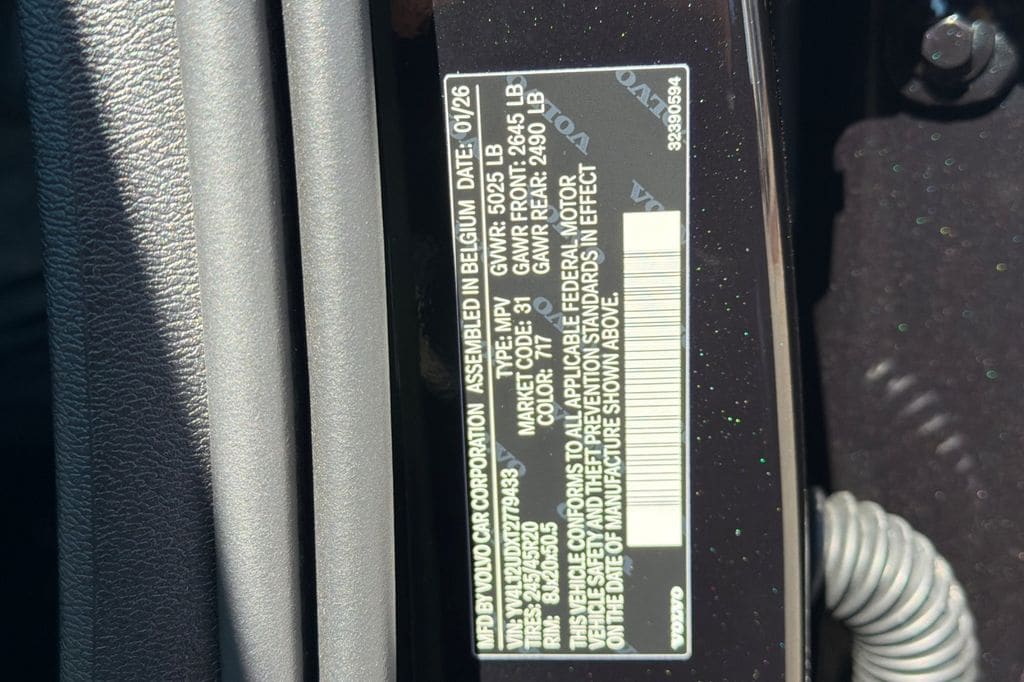 MFD BY VOLVO CAR CORPORATION ASSEMBLED IN BELGIUM DATE: 01/26
VIN: YV4L12UDXT2779433 TYPE: MPV GVWR: 5025 LB
TIRES: 245/45R20 MARKET CODE: 31 GAWR FRONT: 2645 LB
RIM: 8Jx20x50.5 COLOR: 717 GAWR REAR: 2490 LB
THIS VEHICLE CONFORMS TO ALL APPLICABLE FEDERAL MOTOR
VEHICLE SAFETY AND THEFT PREVENTION STANDARDS IN EFFECT
ON THE DATE OF MANUFACTURE SHOWN ABOVE.
VOLVO 32390594